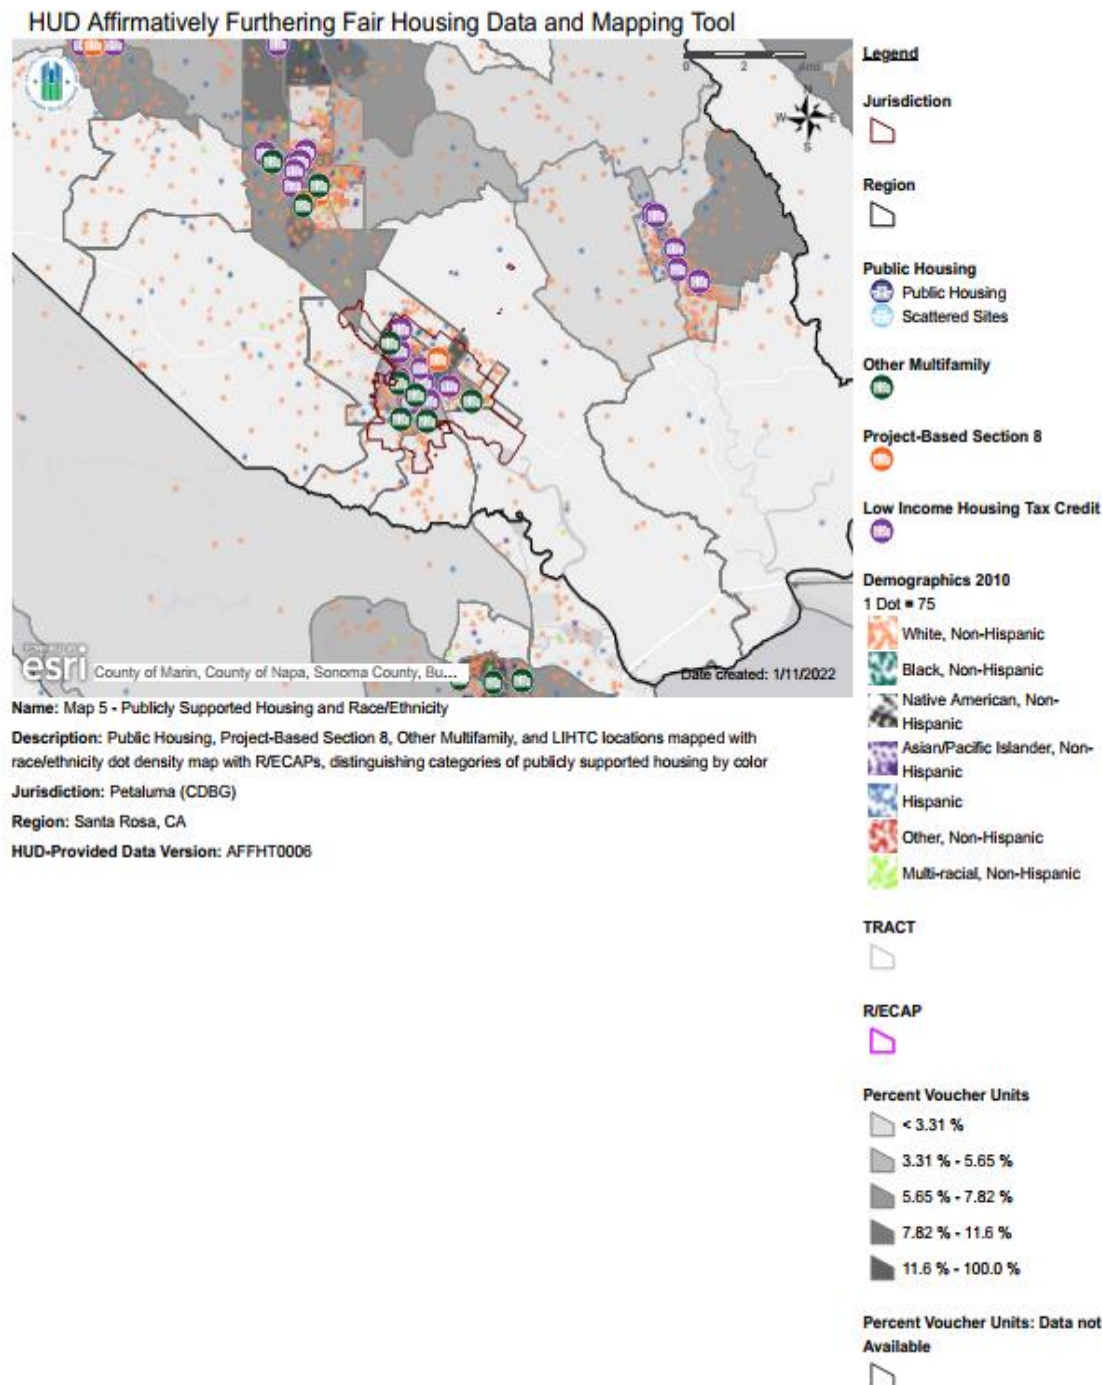 HUD Affirmatively Furthering Fair Housing Data and Mapping Tool
0 2
N
W E
S
esri
County of Marin, County of Napa, Sonoma County, Bu...
Date created: 1/11/2022
Name: Map 5 - Publicly Supported Housing and Race/Ethnicity
Description: Public Housing, Project-Based Section 8, Other Multifamily, and LIHTC locations mapped with
race/ethnicity dot density map with R/ECAPs, distinguishing categories of publicly supported housing by color
Jurisdiction: Petaluma (CDBG)
Region: Santa Rosa, CA
HUD-Provided Data Version: AFFHT0006
Legend
Jurisdiction
Region
Public Housing
Public Housing
Scattered Sites
Other Multifamily
Project-Based Section 8
Low Income Housing Tax Credit
Demographics 2010
1 Dot = 75
White, Non-Hispanic
Black, Non-Hispanic
Native American, Non-
Hispanic
Asian/Pacific Islander, Non-
Hispanic
Hispanic
Other, Non-Hispanic
Multi-racial, Non-Hispanic
TRACT
R/ECAP
Percent Voucher Units
< 3.31 %
3.31 % - 5.65 %
5.65 % - 7.82 %
7.82 % - 11.6 %
11.6 % - 100.0 %
Percent Voucher Units: Data not
Available